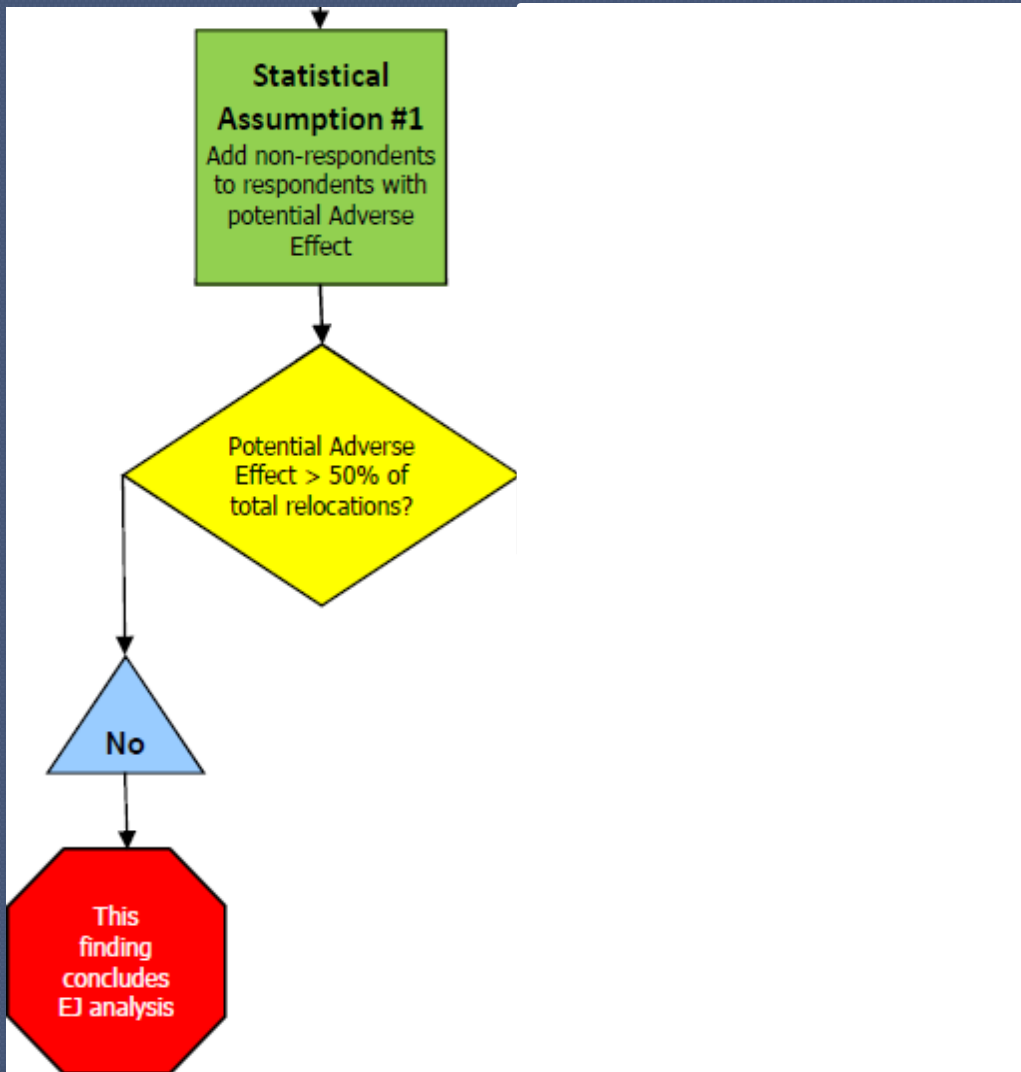 Statistical
Assumption #1
Add non-respondents
to respondents with
potential Adverse
Effect
Potential Adverse
Effect > 50% of
total relocations?
No
This
finding
concludes
EJ analysis